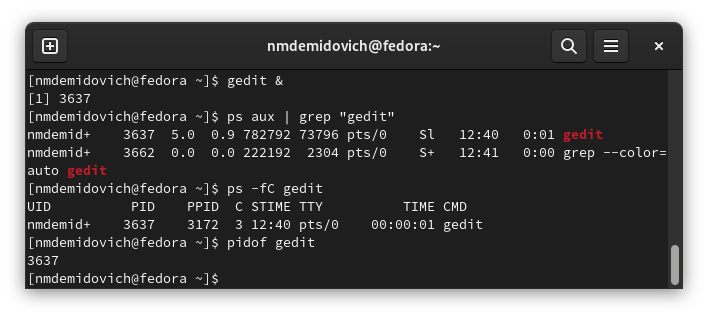 nmdemidovich@fedora:~
[nmdemidovich@fedora ~]$ gedit &
[1] 3637
[nmdemidovich@fedora ~]$ ps aux | grep "gedit"
nmdemid+    3637  5.0  0.9 782792 73796 pts/0    Sl   12:40   0:01 gedit
nmdemid+    3662  0.0  0.0 222192  2304 pts/0    S+   12:41   0:00 grep --color=
auto gedit
[nmdemidovich@fedora ~]$ ps -fC gedit
UID          PID    PPID  C STIME TTY          TIME CMD
nmdemid+    3637    3172  3 12:40 pts/0    00:00:01 gedit
[nmdemidovich@fedora ~]$ pidof gedit
3637
[nmdemidovich@fedora ~]$